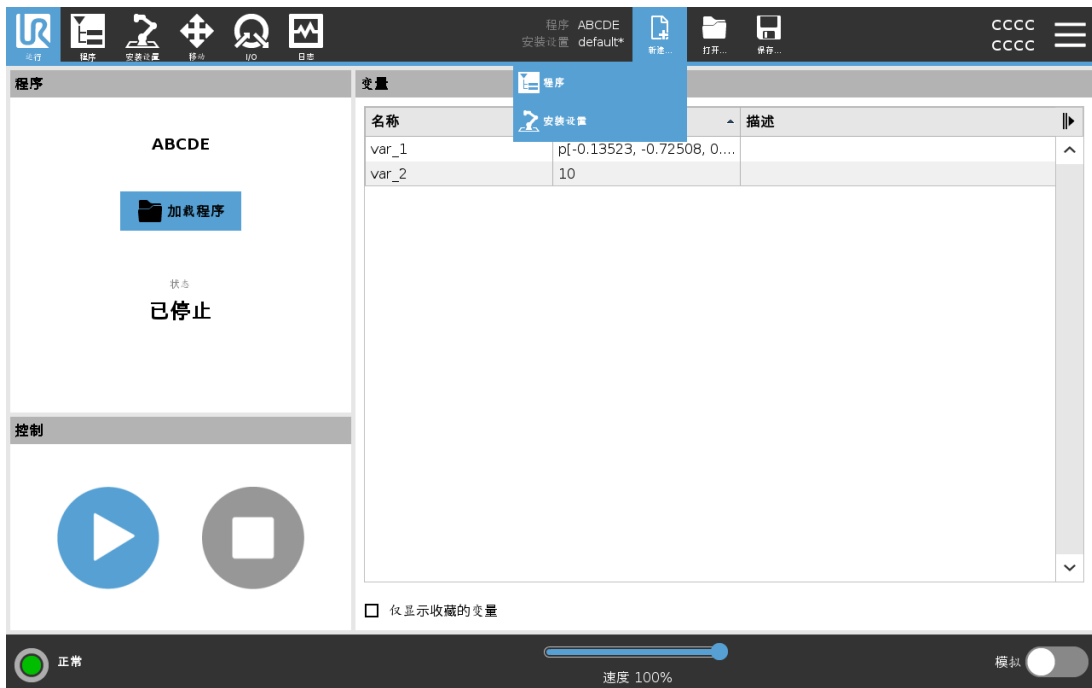 UR
运行
程序
安装设置
移动
I/O
日志
程序 ABCDE
安装设置 default*
新建...
打开...
保存...
CCCC
CCCC
程序
安装设置
程序
ABCDE
加载程序
状态
已停止
控制
变量
名称
描述
var_1 p[-0.13523, -0.72508, 0....
var_2 10
仅显示收藏的变量
正常
速度 100%
模拟